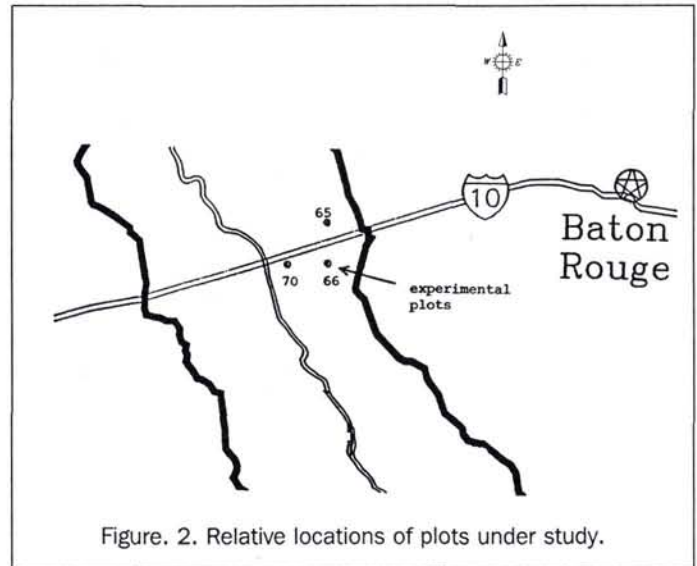 W E
65
10
Baton
Rouge
70
66
experimental
plots
Figure. 2. Relative locations of plots under study.